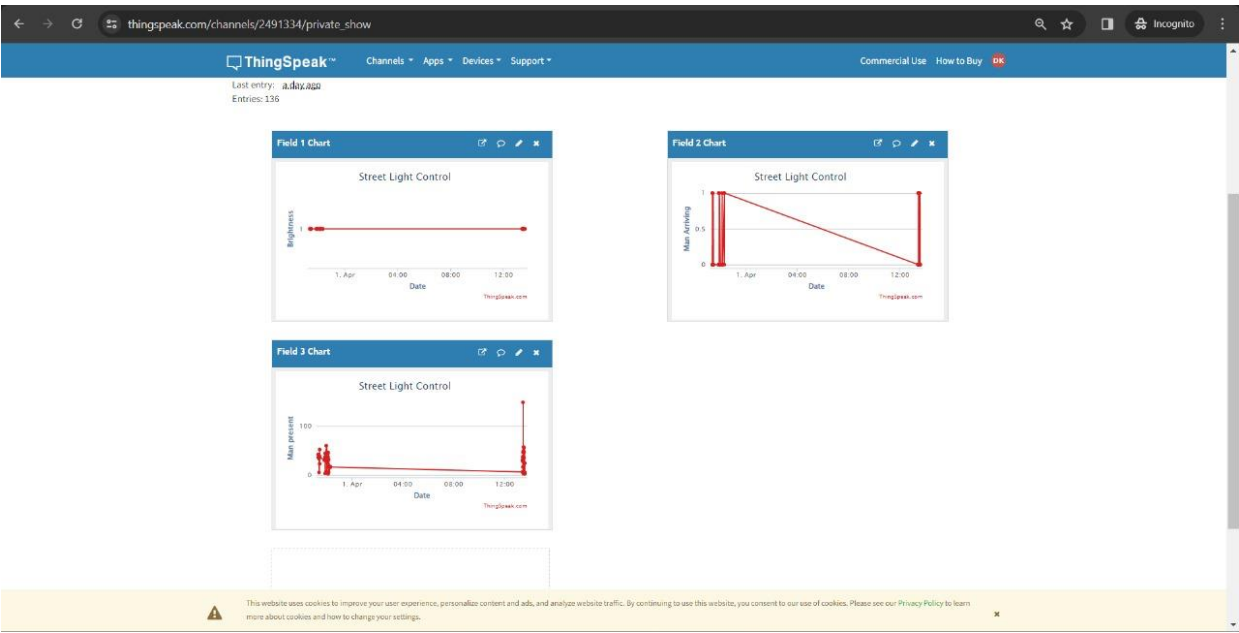 thingspeak.com/channels/2491334/private_show
Incognito
ThingSpeak™ Channels Apps Devices Support Commercial Use How to Buy DK
Last entry: a day ago
Entries: 136
Field 1 Chart
Street Light Control
Brightness
1
1. Apr 04:00 08:00 12:00
Date
ThingSpeak.com
Field 2 Chart
Street Light Control
Man Arriving
1
0.5
0
1. Apr 04:00 08:00 12:00
Date
ThingSpeak.com
Field 3 Chart
Street Light Control
Man present
100
0
1. Apr 04:00 08:00 12:00
Date
ThingSpeak.com
This website uses cookies to improve your user experience, personalize content and ads, and analyze website traffic. By continuing to use this website, you consent to our use of cookies. Please see our Privacy Policy to learn
more about cookies and how to change your settings.